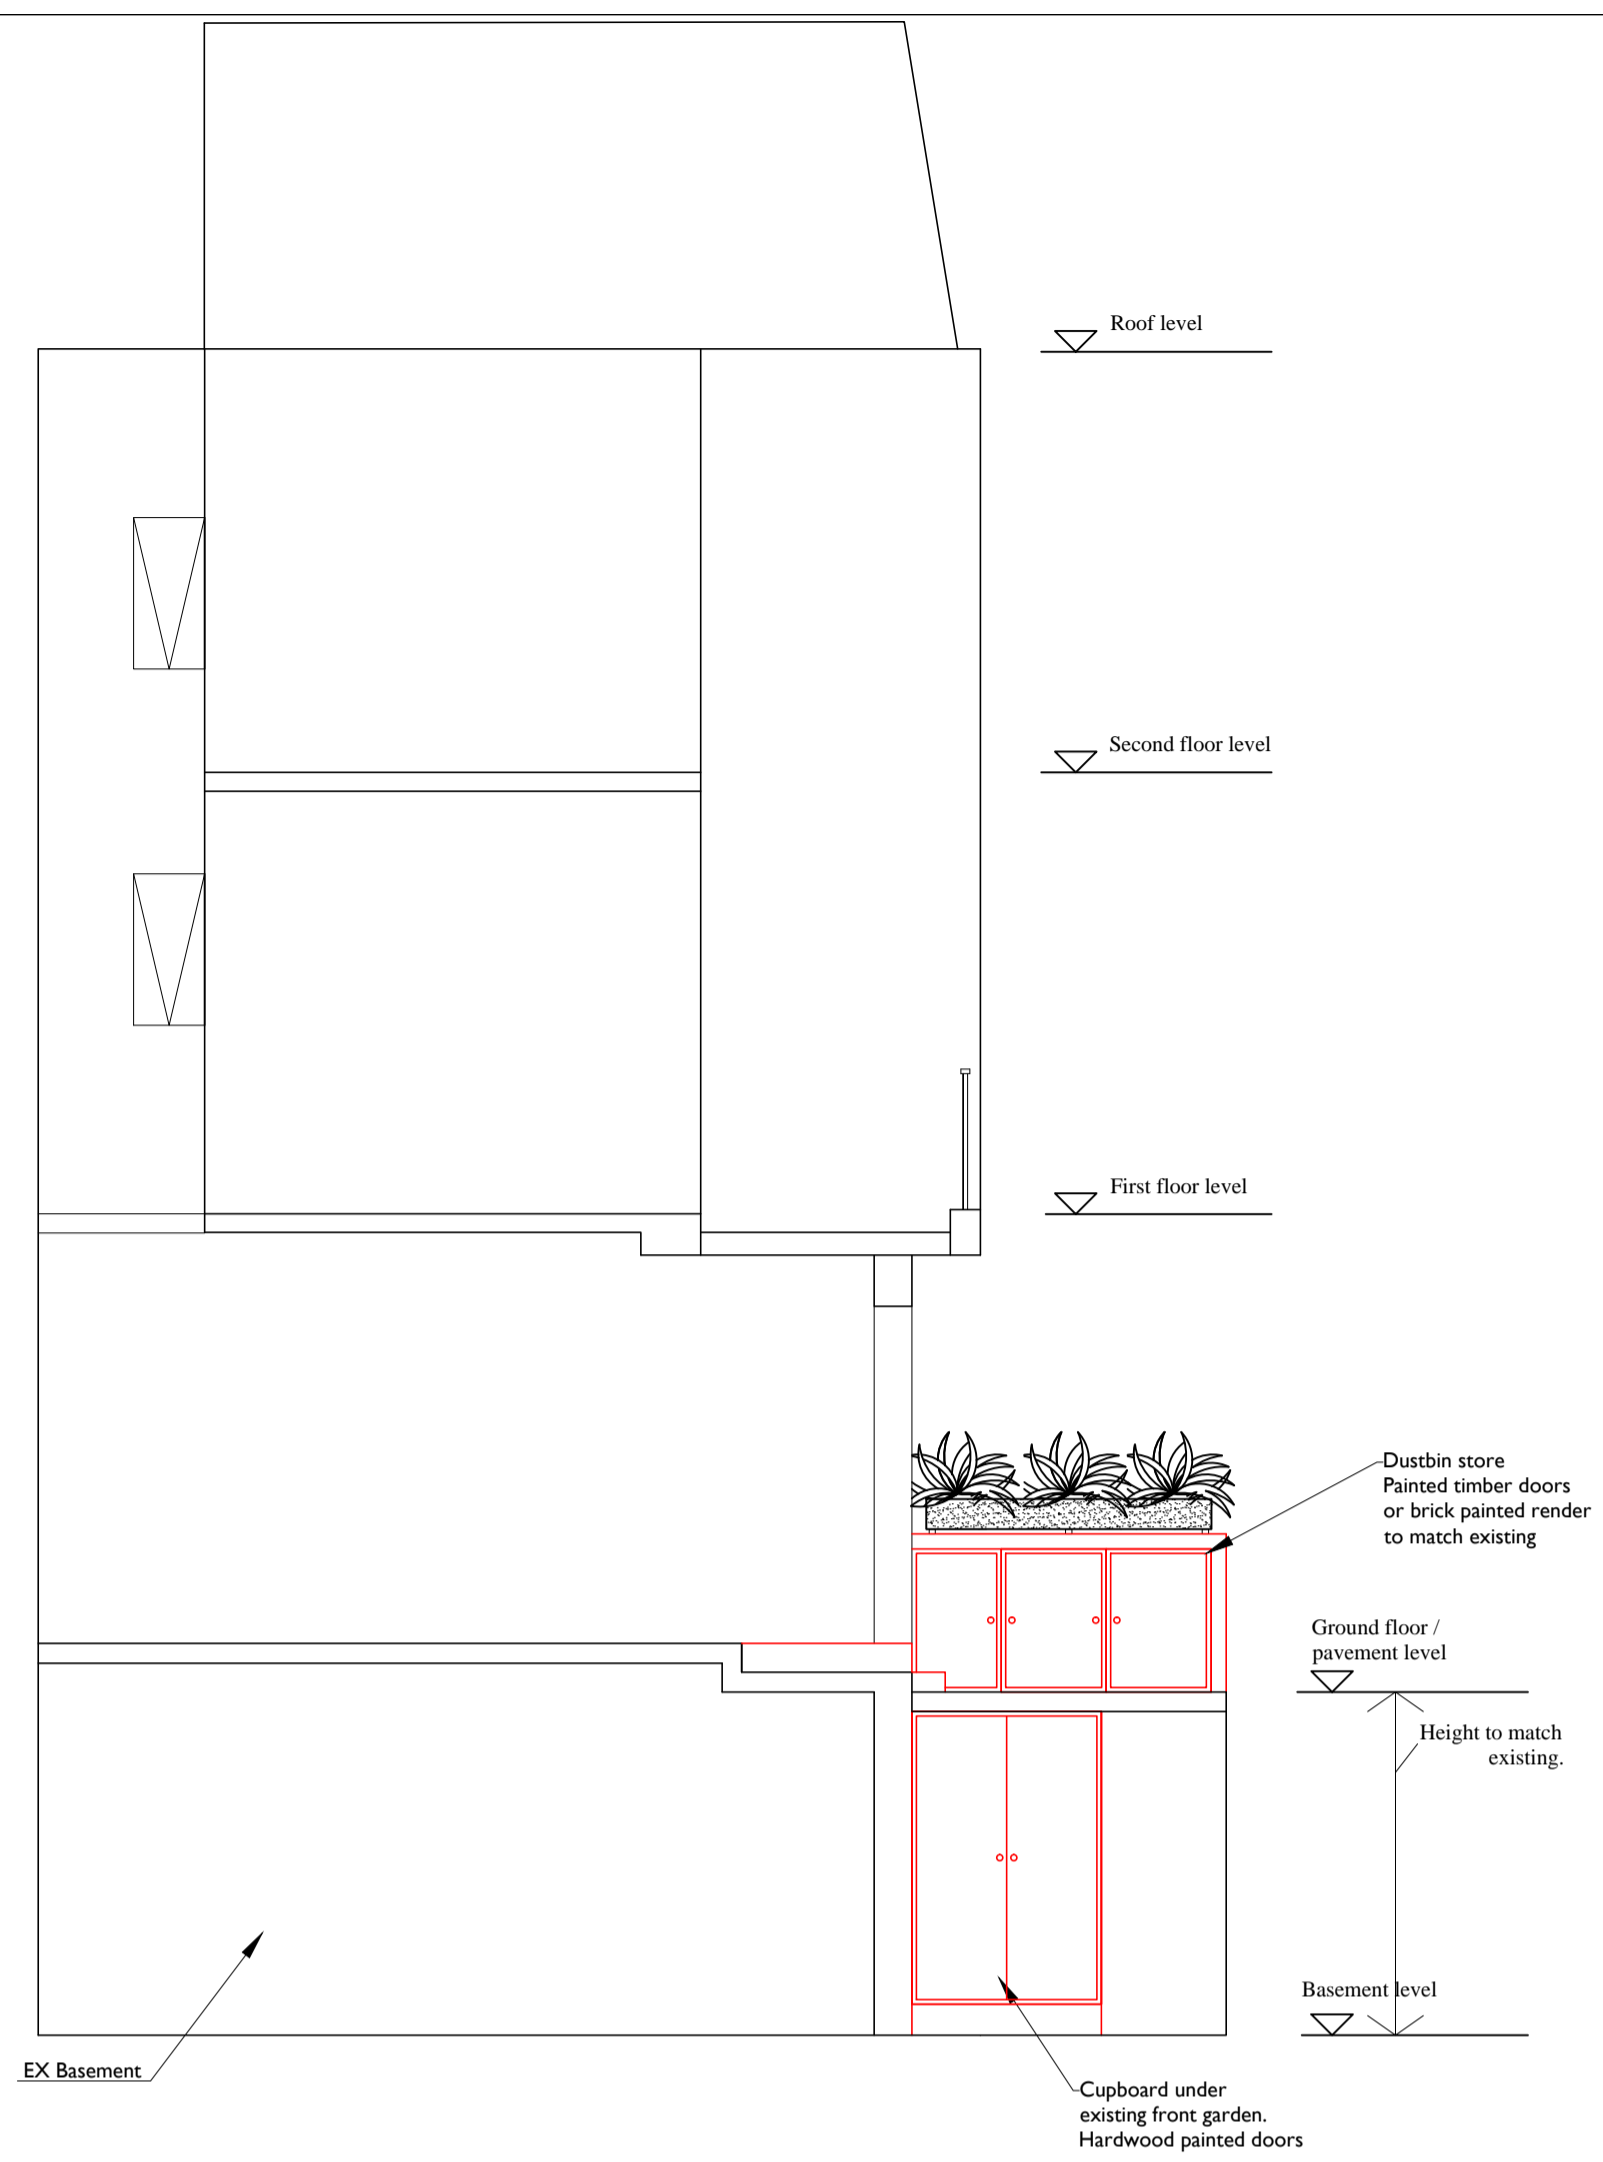 Roof level
Second floor level
First floor level
Dustbin store
Painted timber doors
or brick painted render
to match existing
Ground floor /
pavement level
Height to match
existing.
Basement level
EX Basement
Cupboard under
existing front garden.
Hardwood painted doors